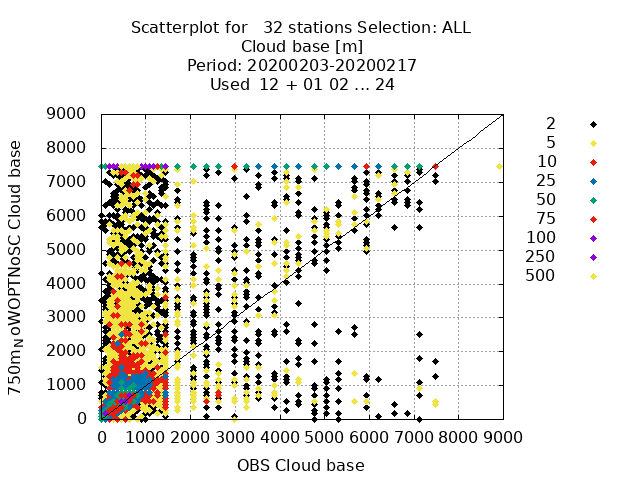 Scatterplot for 32 stations Selection: ALL
Cloud base [m]
Period: 20200203-20200217
Used 12 + 01 02 ... 24
9000
8000
7000
6000
5000
4000
3000
2000
1000
0
750m_NoWOPTNoSC Cloud base
0 1000 2000 3000 4000 5000 6000 7000 8000 9000
OBS Cloud base
2
5
10
25
50
75
100
250
500